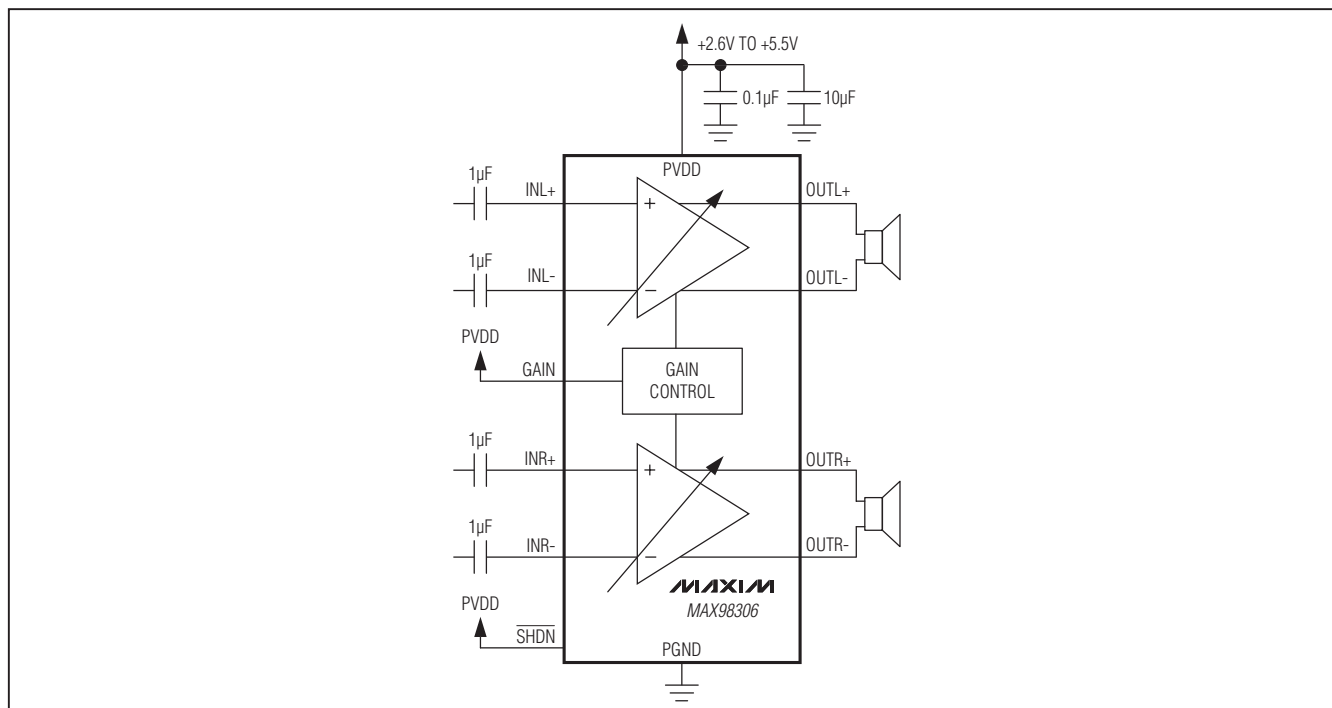 +2.6V TO +5.5V
0.1µF
10µF
PVDD
1µF
INL+
+
OUTL+
1µF
INL-
−
OUTL-
PVDD
GAIN
GAIN
CONTROL
1µF
INR+
+
OUTR+
1µF
INR-
−
OUTR-
MAXIM
MAX98306
PVDD
SHDN
PGND